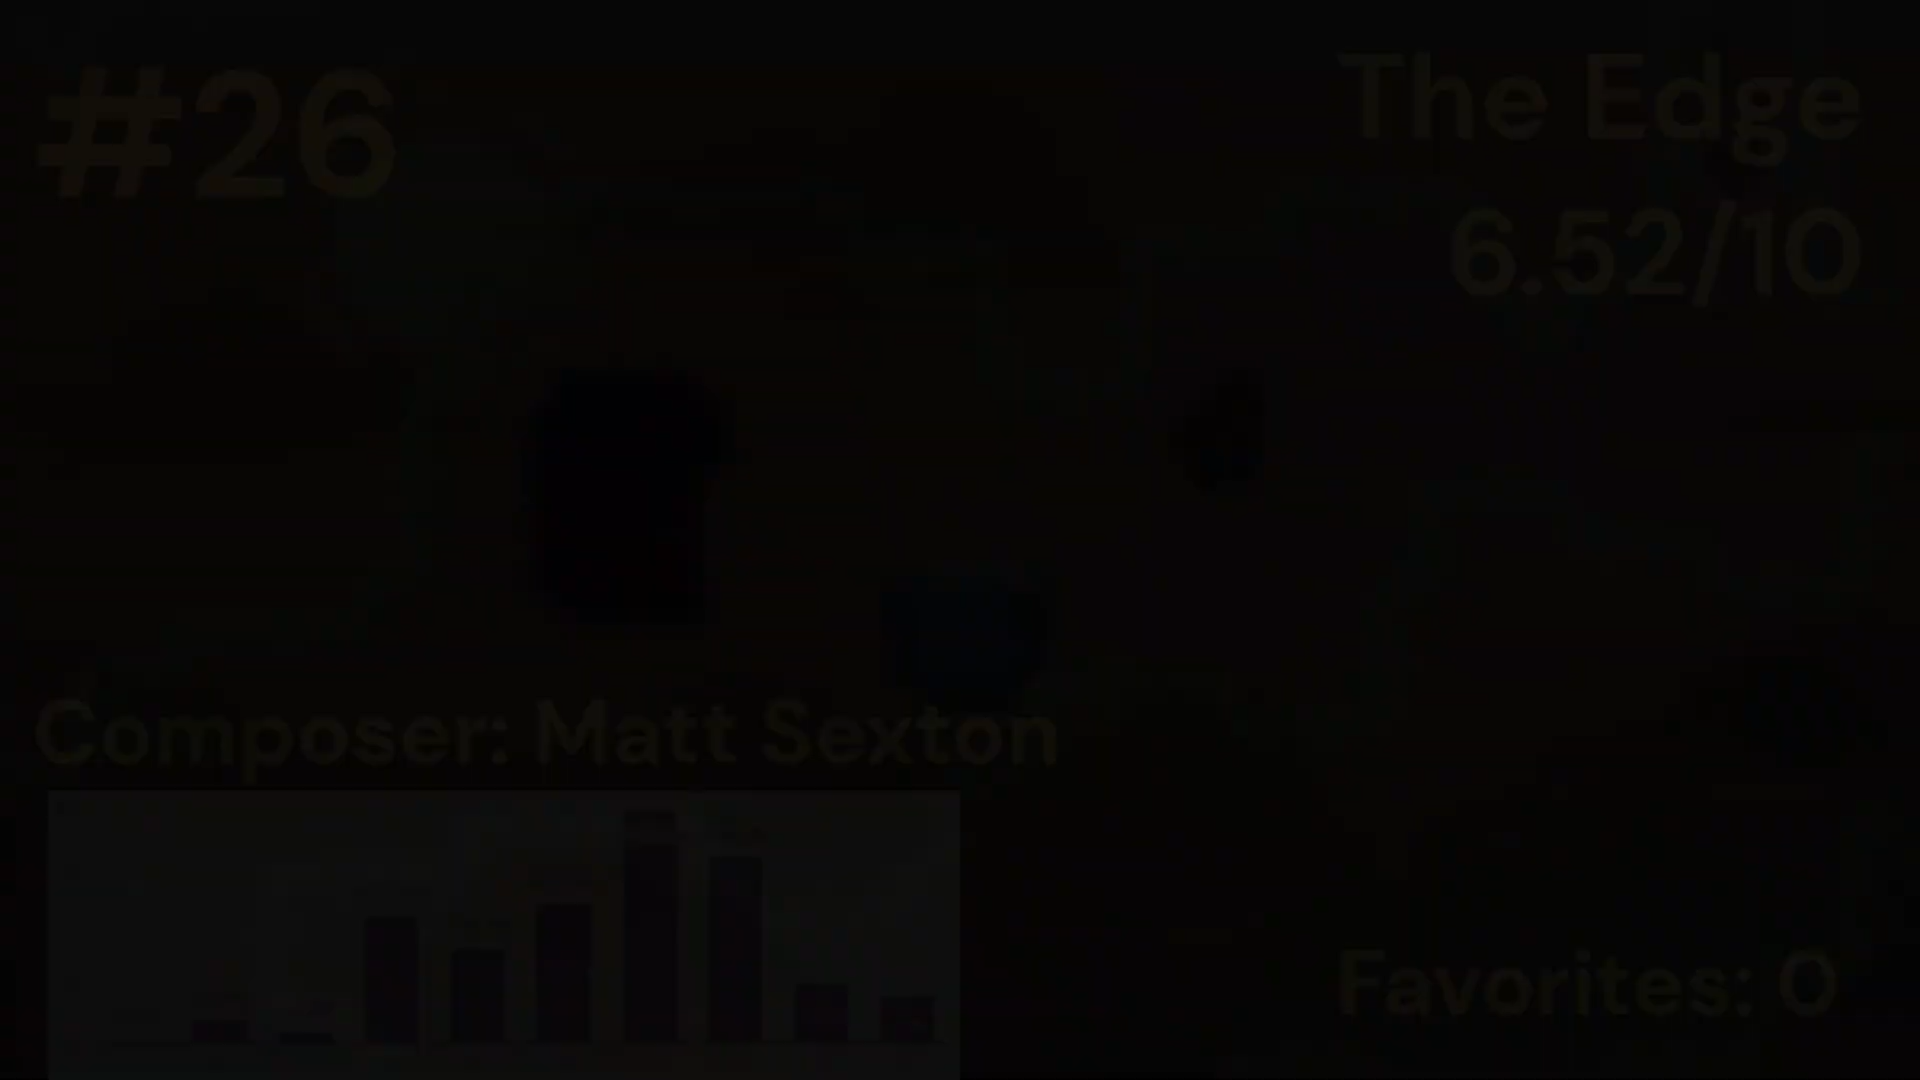 #26
The Edge
6.52/10
Composer: Matt Sexton
Favorites: 0